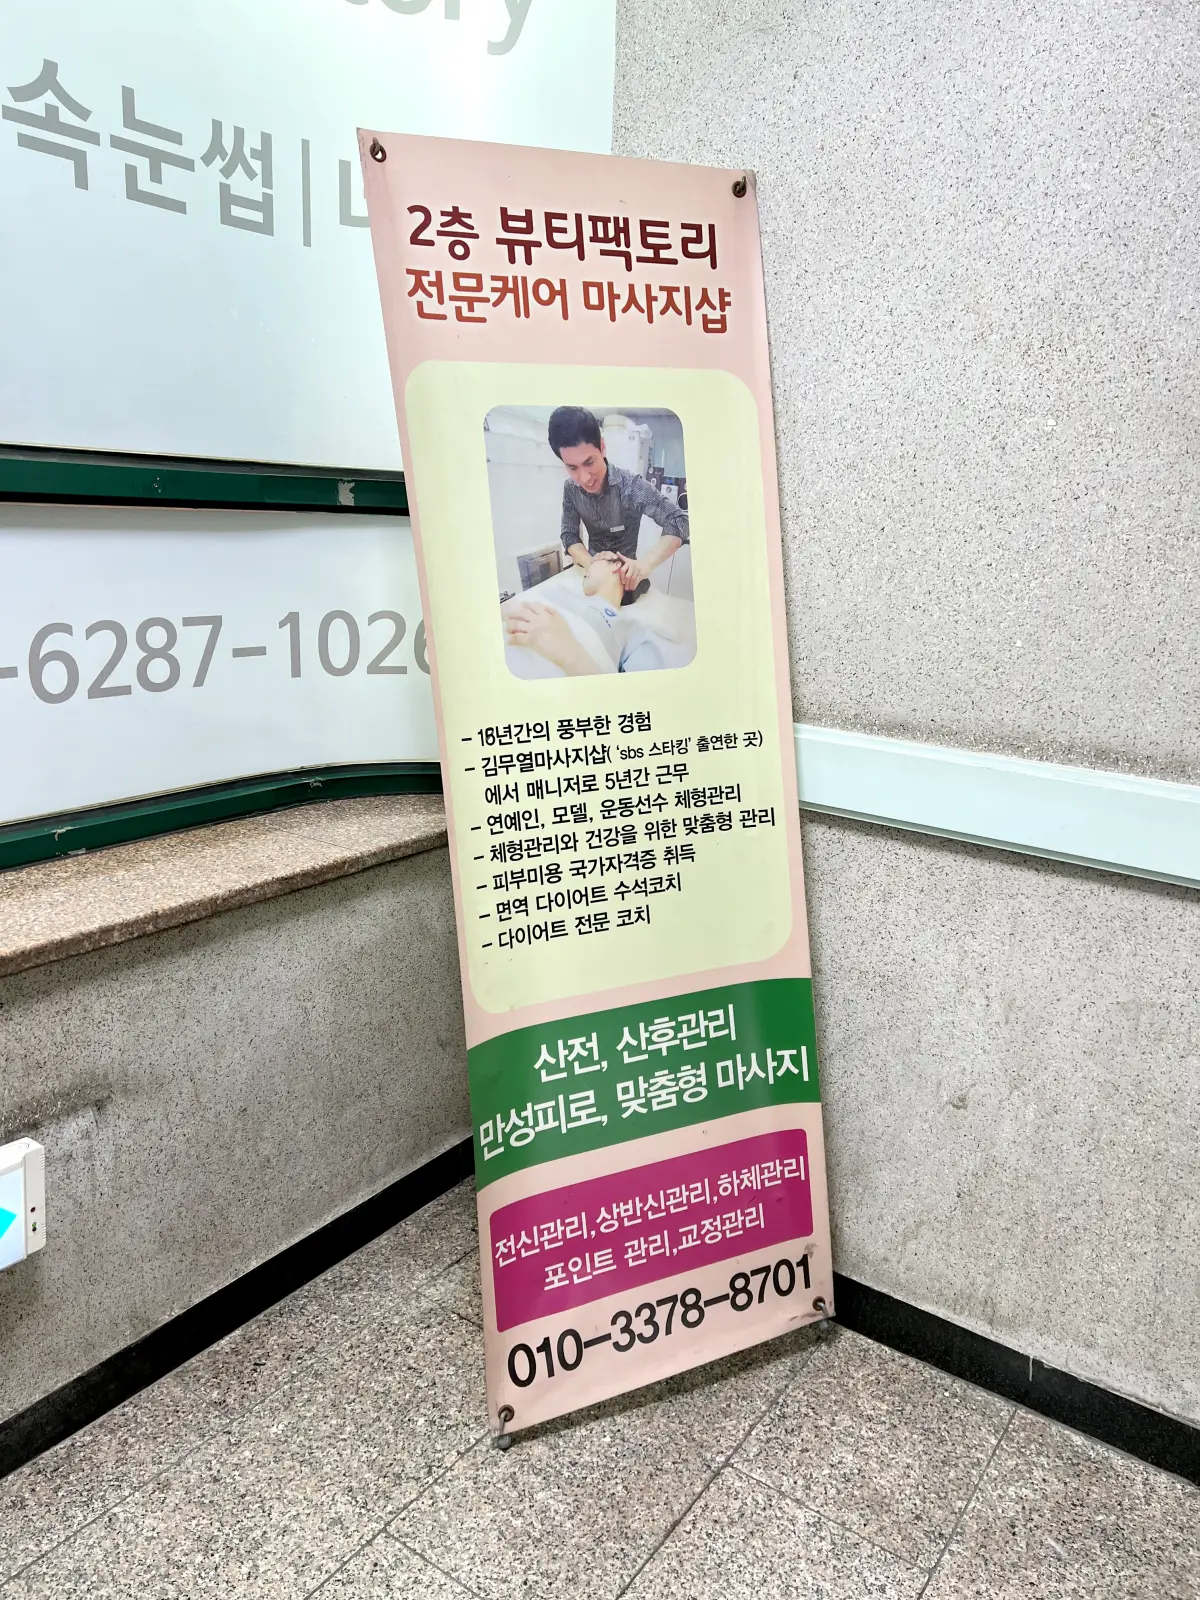 속눈썹 |
-6287-1026
2층 뷰티팩토리
전문케어 마사지샵
- 18년간의 풍부한 경험
- 김무열마사지샵( 'sbs 스타킹' 출연한 곳)
에서 매니저로 5년간 근무
- 연예인, 모델, 운동선수 체형관리
- 체형관리와 건강을 위한 맞춤형 관리
- 피부미용 국가자격증 취득
- 면역 다이어트 수석코치
- 다이어트 전문 코치
산전, 산후관리
만성피로, 맞춤형 마사지
전신관리,상반신관리,하체관리
포인트 관리,교정관리
010-3378-8701